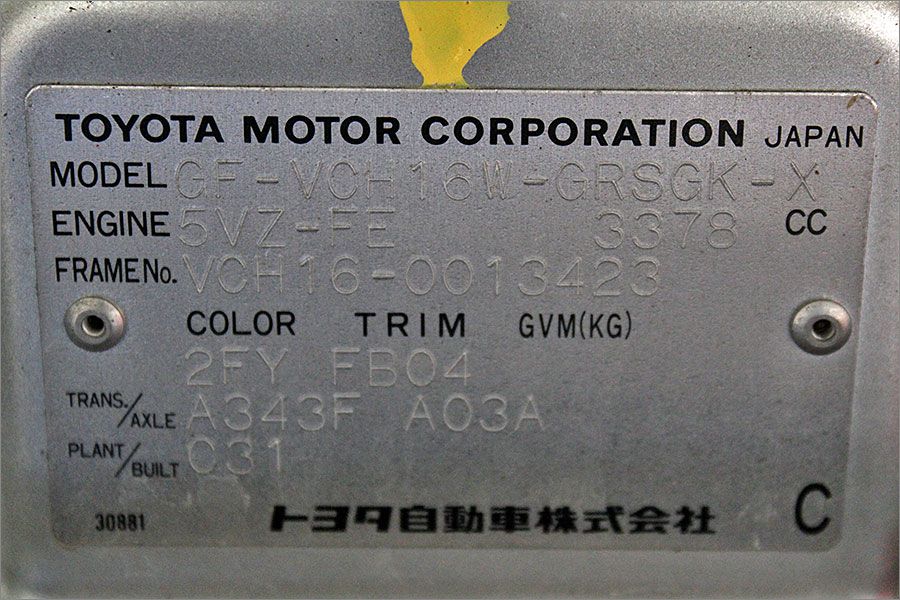 TOYOTA MOTOR CORPORATION JAPAN
MODEL GF-VCH16W-GRSGK-X
ENGINE 5VZ-FE 3378 CC
FRAME No. VCH16-0013423
COLOR TRIM GVM(KG)
2FY FB04
TRANS./AXLE A343F A03A
PLANT/BUILT C31
30881 トヨタ自動車株式会社 C